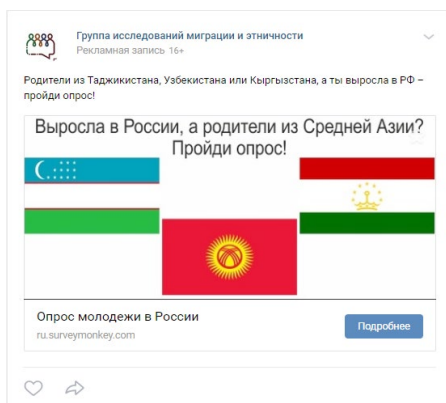 Группа исследований миграции и этничности
Рекламная запись 16+
Родители из Таджикистана, Узбекистана или Кыргызстана, а ты выросла в РФ –
пройди опрос!
Выросла в России, а родители из Средней Азии?
Пройди опрос!
Опрос молодежи в России
ru.surveymonkey.com
Подробнее